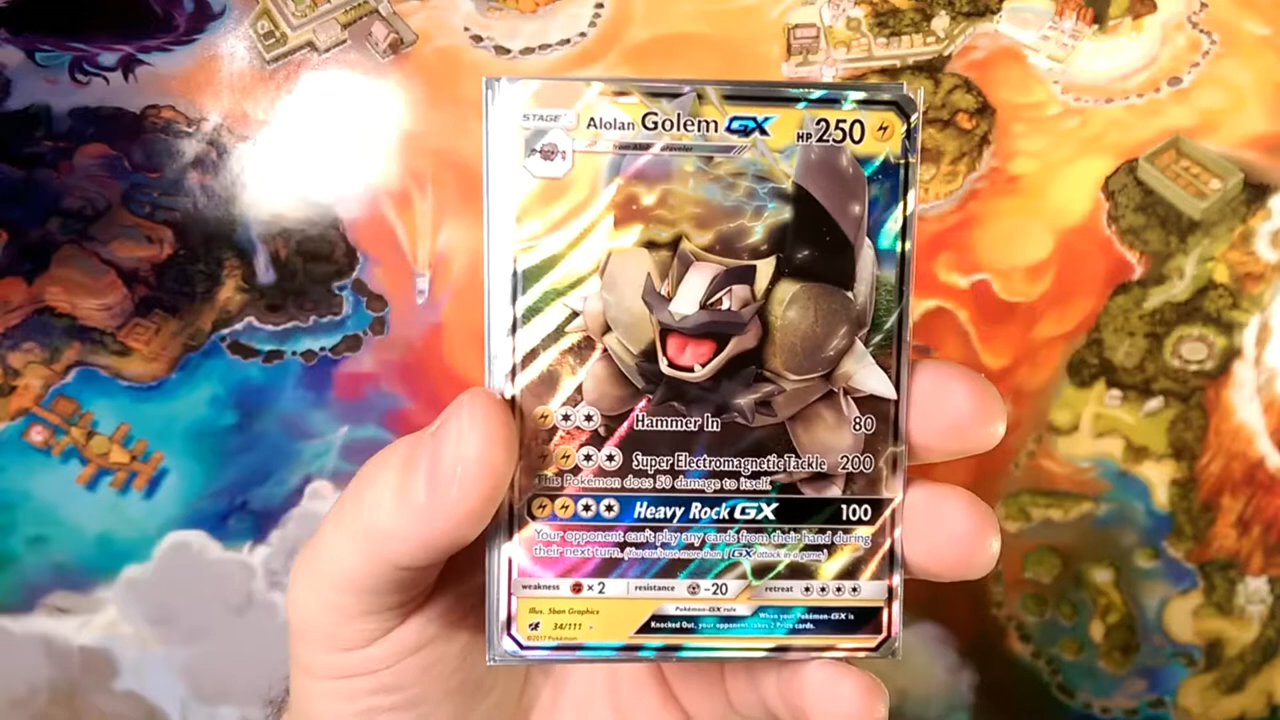 STAGE
Alolan Golem GX HP 250
Hammer In 80
Super Electromagnetic Tackle 200
This Pokémon does 50 damage to itself.
Heavy Rock GX 100
Your opponent can't play any cards from their hand during
their next turn. (You can't use more than 1 GX attack in a game.)
weakness ×2 resistance -20 retreat
Illus. 5ban Graphics
Pokémon-GX rule
When your Pokémon-GX is
Knocked Out, your opponent takes 2 Prize cards.
34/111
©2017 Pokémon